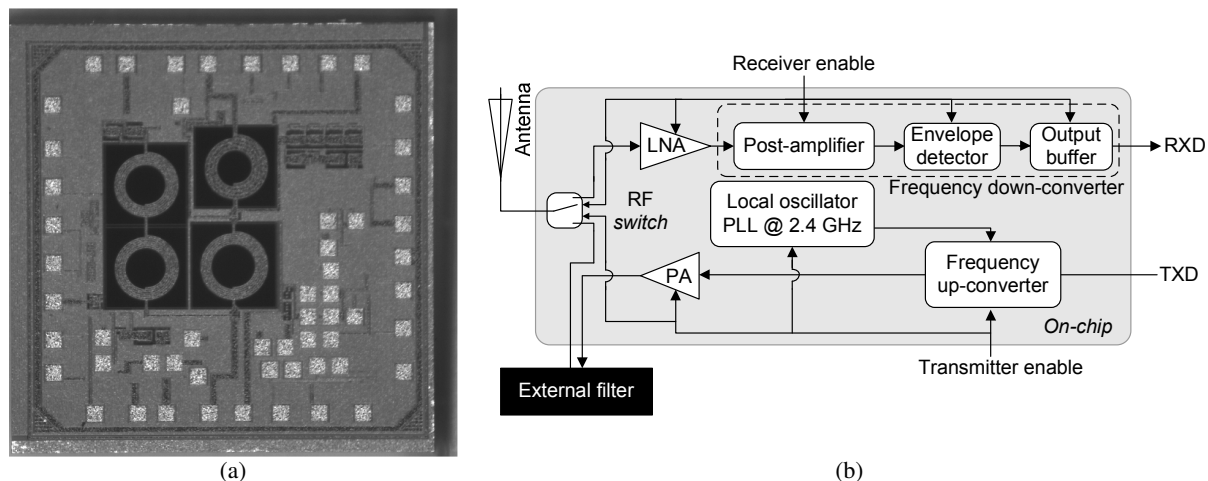 Receiver enable
Antenna
LNA
Post-amplifier
Envelope
detector
Output
buffer
RXD
Frequency down-converter
RF
switch
Local oscillator
PLL @ 2.4 GHz
PA
Frequency
up-converter
TXD
On-chip
Transmitter enable
External filter
(a)
(b)